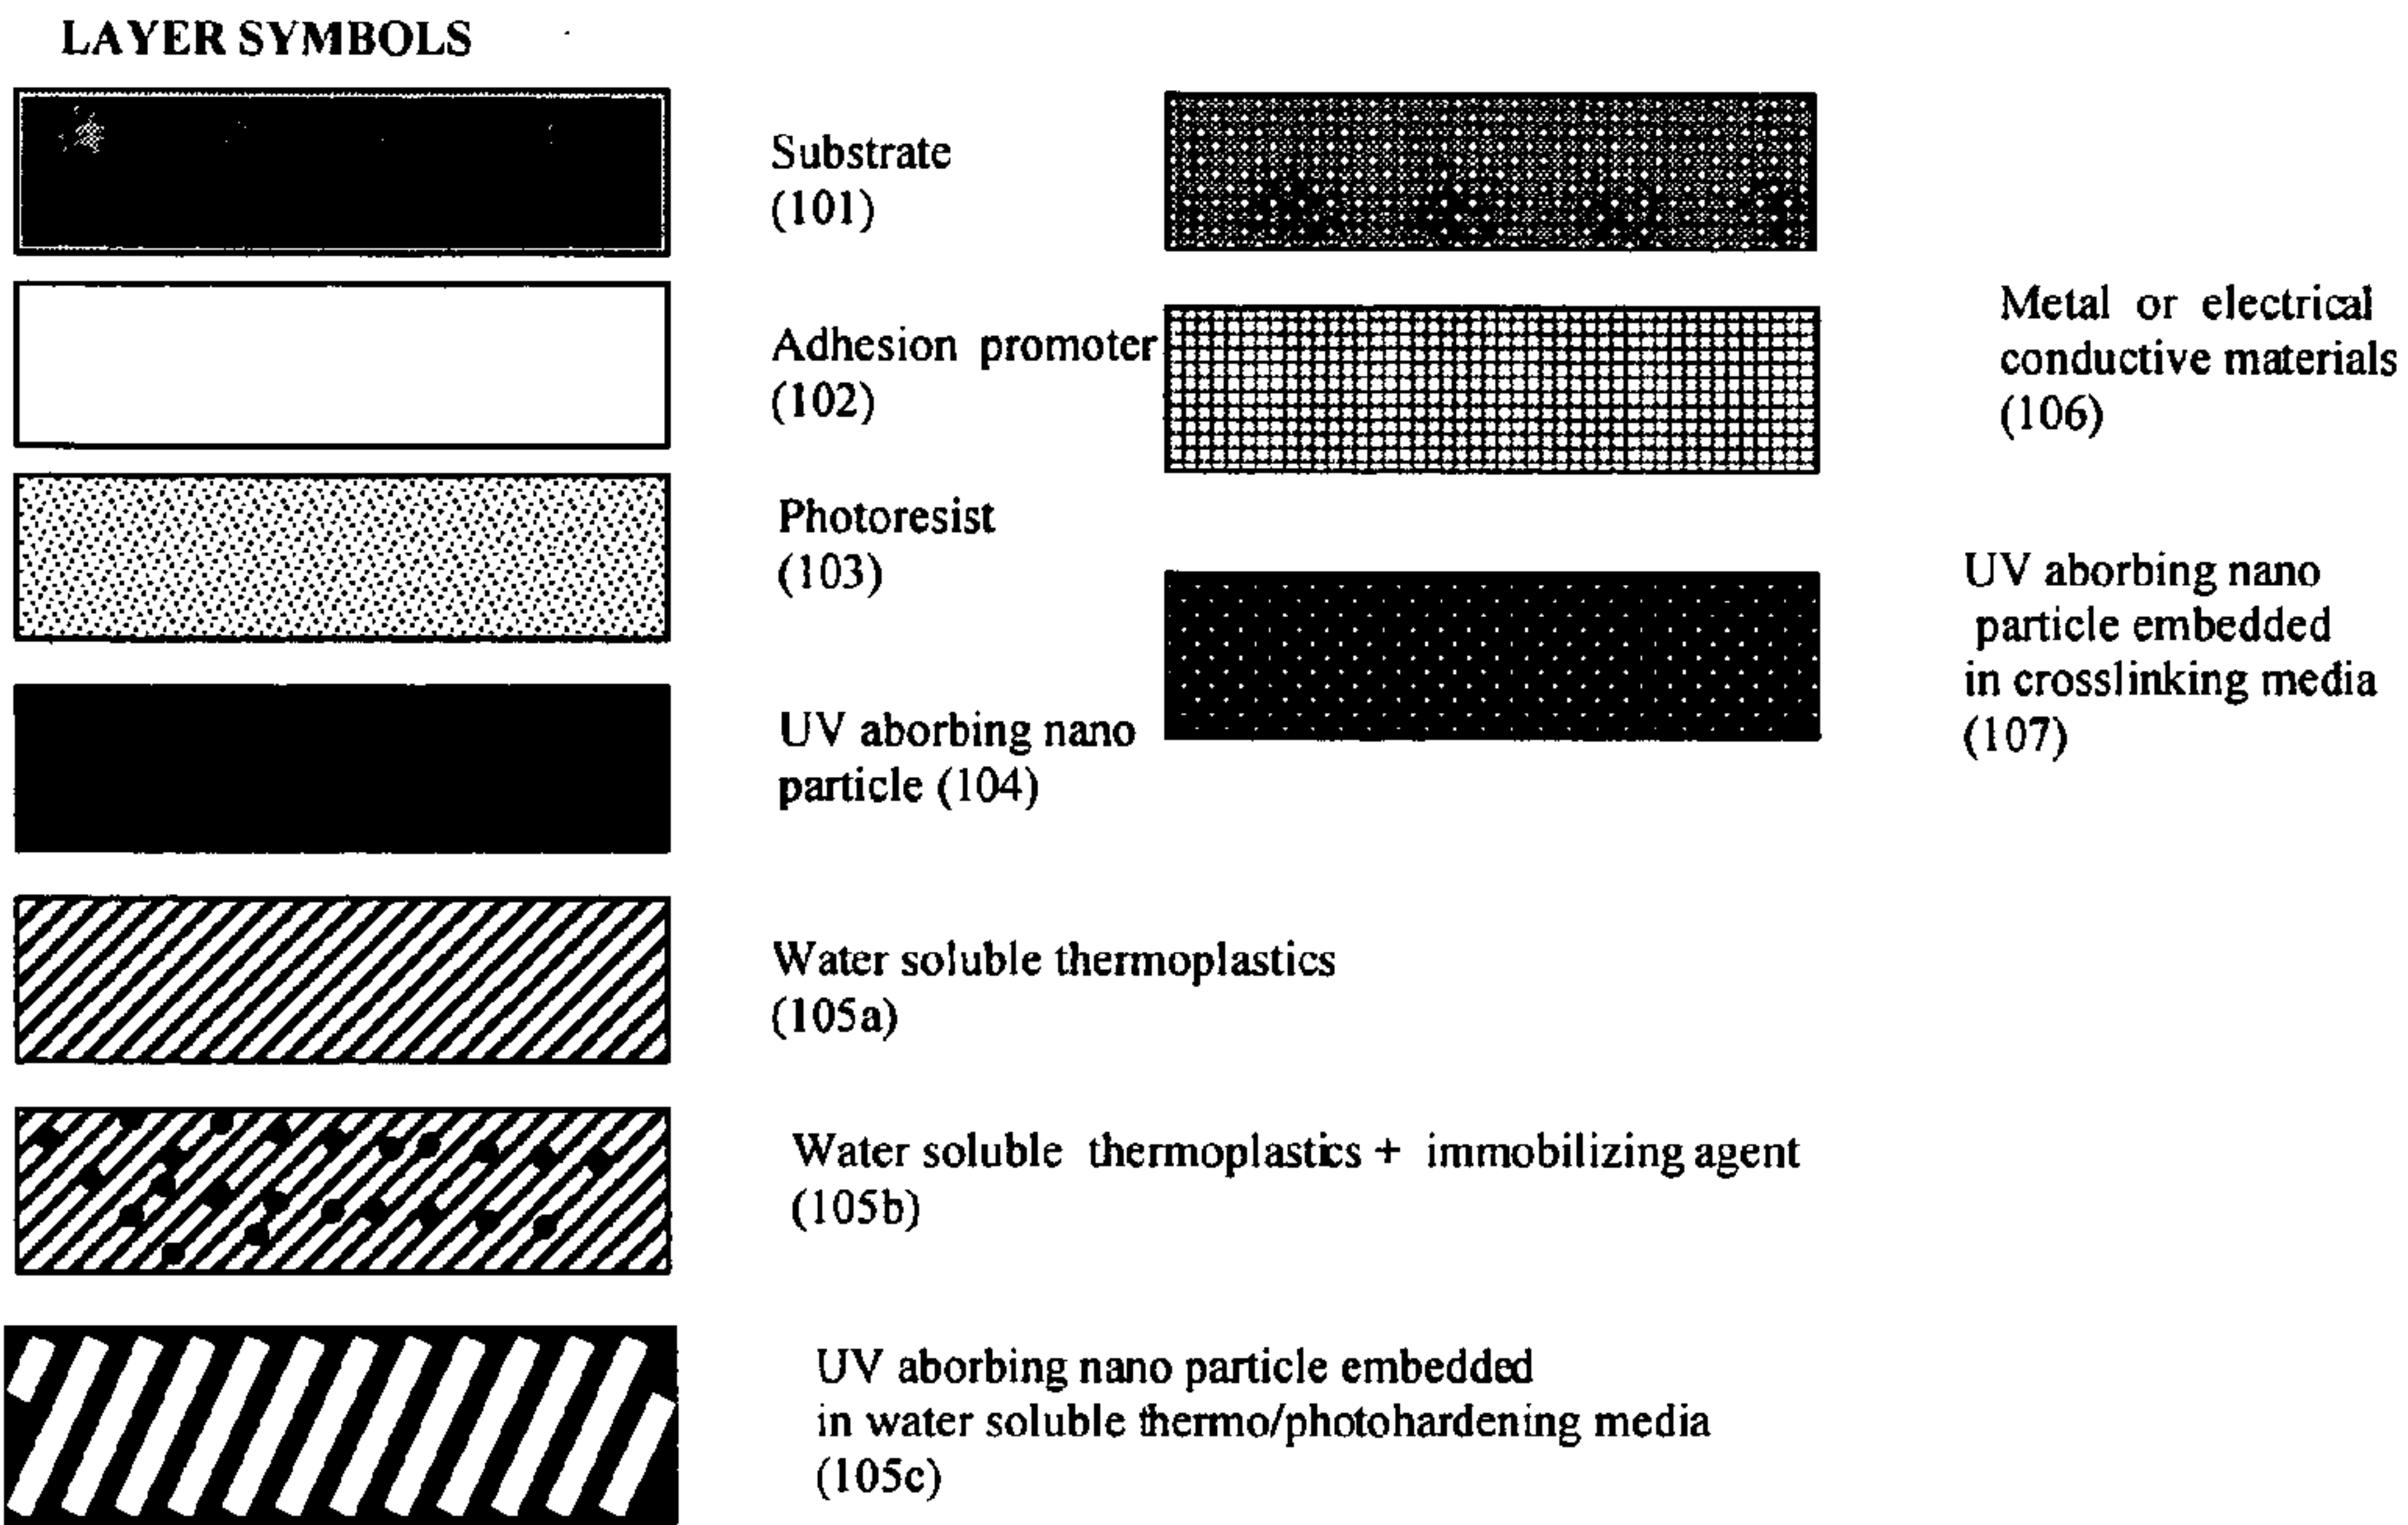 LAYER SYMBOLS
Substrate
(101)
Adhesion promoter
(102)
Photoresist
(103)
UV aborbing nano
particle (104)
Water soluble thermoplastics
(105a)
Water soluble thermoplastics + immobilizing agent
(105b)
UV aborbing nano particle embedded
in water soluble thermo/photohardening media
(105c)
Metal or electrical
conductive materials
(106)
UV aborbing nano
particle embedded
in crosslinking media
(107)